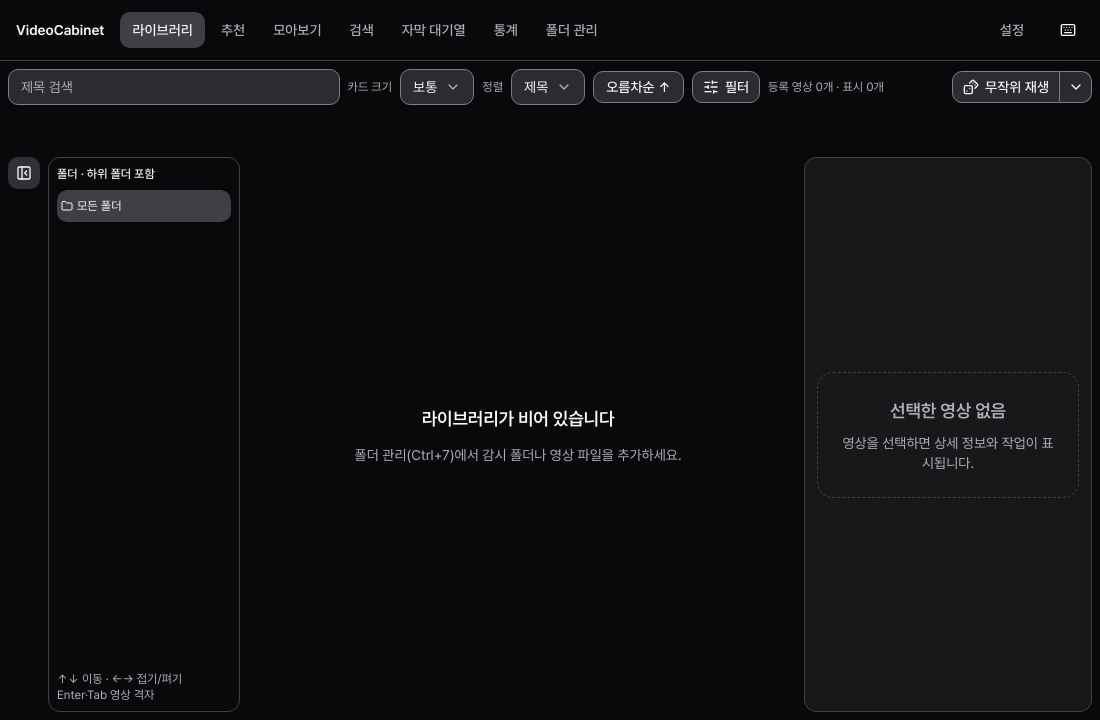 VideoCabinet 라이브러리 추천 모아보기 검색 자막 대기열 통계 폴더 관리 설정
제목 검색 카드 크기 보통 정렬 제목 오름차순 ↑ 필터 등록 영상 0개 · 표시 0개 무작위 재생
폴더 · 하위 폴더 포함
모든 폴더
라이브러리가 비어 있습니다
폴더 관리(Ctrl+7)에서 감시 폴더나 영상 파일을 추가하세요.
선택한 영상 없음
영상을 선택하면 상세 정보와 작업이 표
시됩니다.
↑↓ 이동 · ←→ 접기/펴기
Enter·Tab 영상 격자